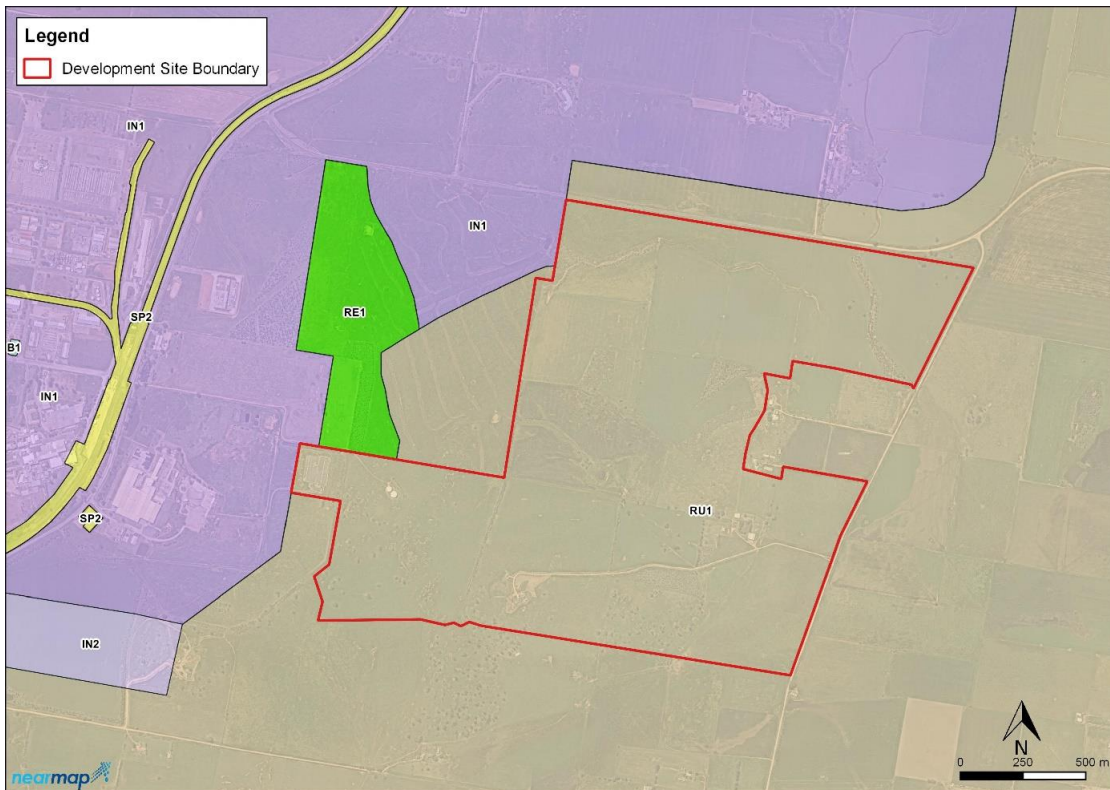 Legend
Development Site Boundary
IN1
IN1
RE1
SP2
B1
IN1
RU1
SP2
IN2
N
0 250 500 m
nearmap